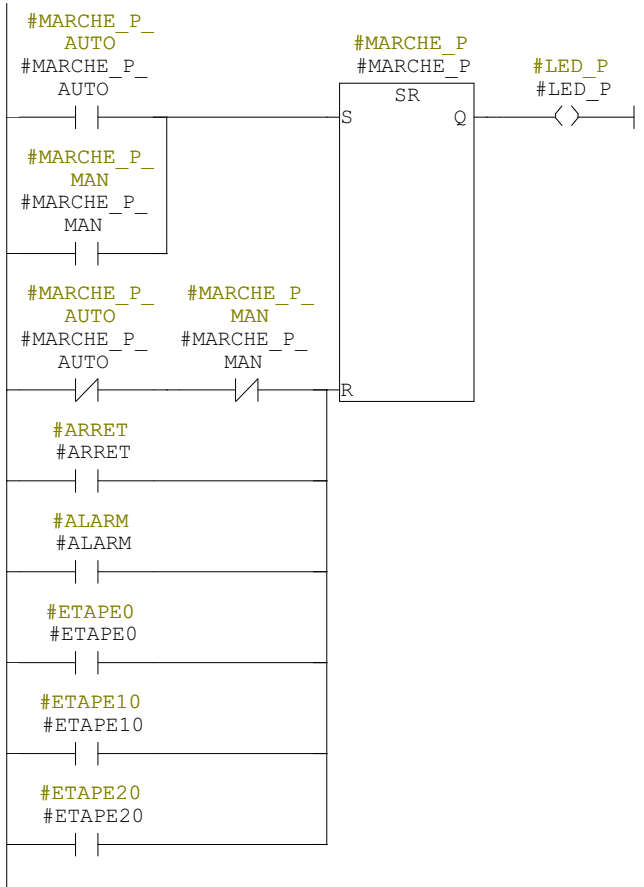 #MARCHE_P_
AUTO
#MARCHE_P_
AUTO
#MARCHE_P
#MARCHE_P
SR
S
Q
#LED_P
#LED_P
#MARCHE_P_
MAN
#MARCHE_P_
MAN
#MARCHE_P_
AUTO
#MARCHE_P_
AUTO
#MARCHE_P_
MAN
#MARCHE_P_
MAN
R
#ARRET
#ARRET
#ALARM
#ALARM
#ETAPE0
#ETAPE0
#ETAPE10
#ETAPE10
#ETAPE20
#ETAPE20